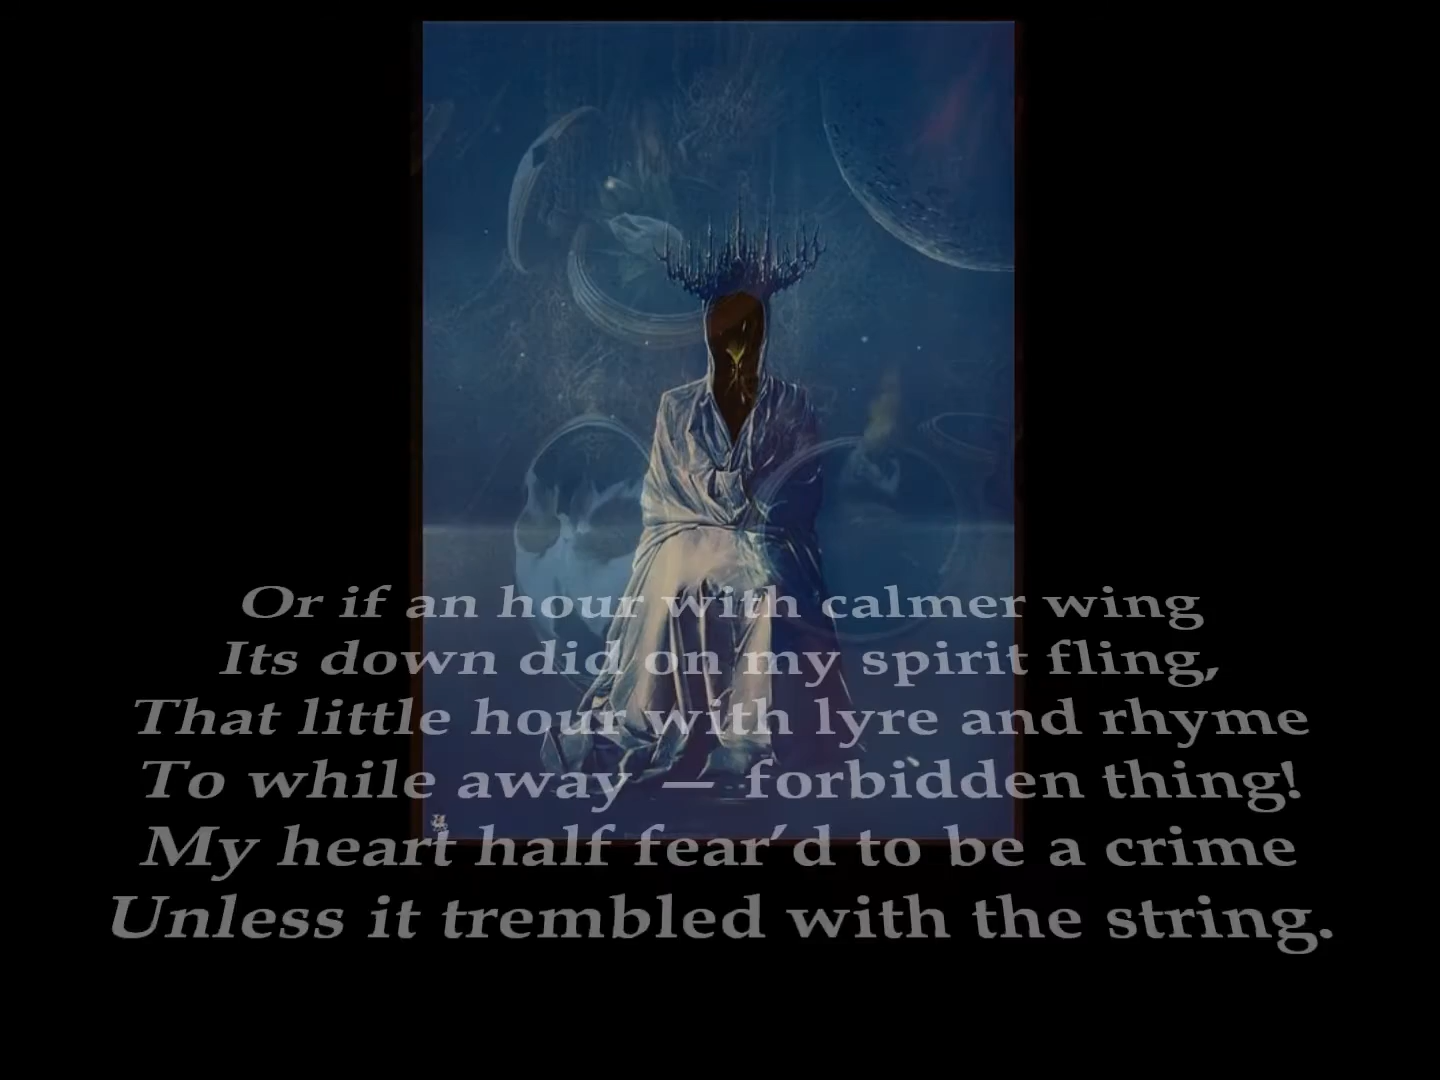 Or if an hour with calmer wing
Its down did on my spirit fling,
That little hour with lyre and rhyme
To while away — forbidden thing!
My heart half fear’d to be a crime
Unless it trembled with the string.